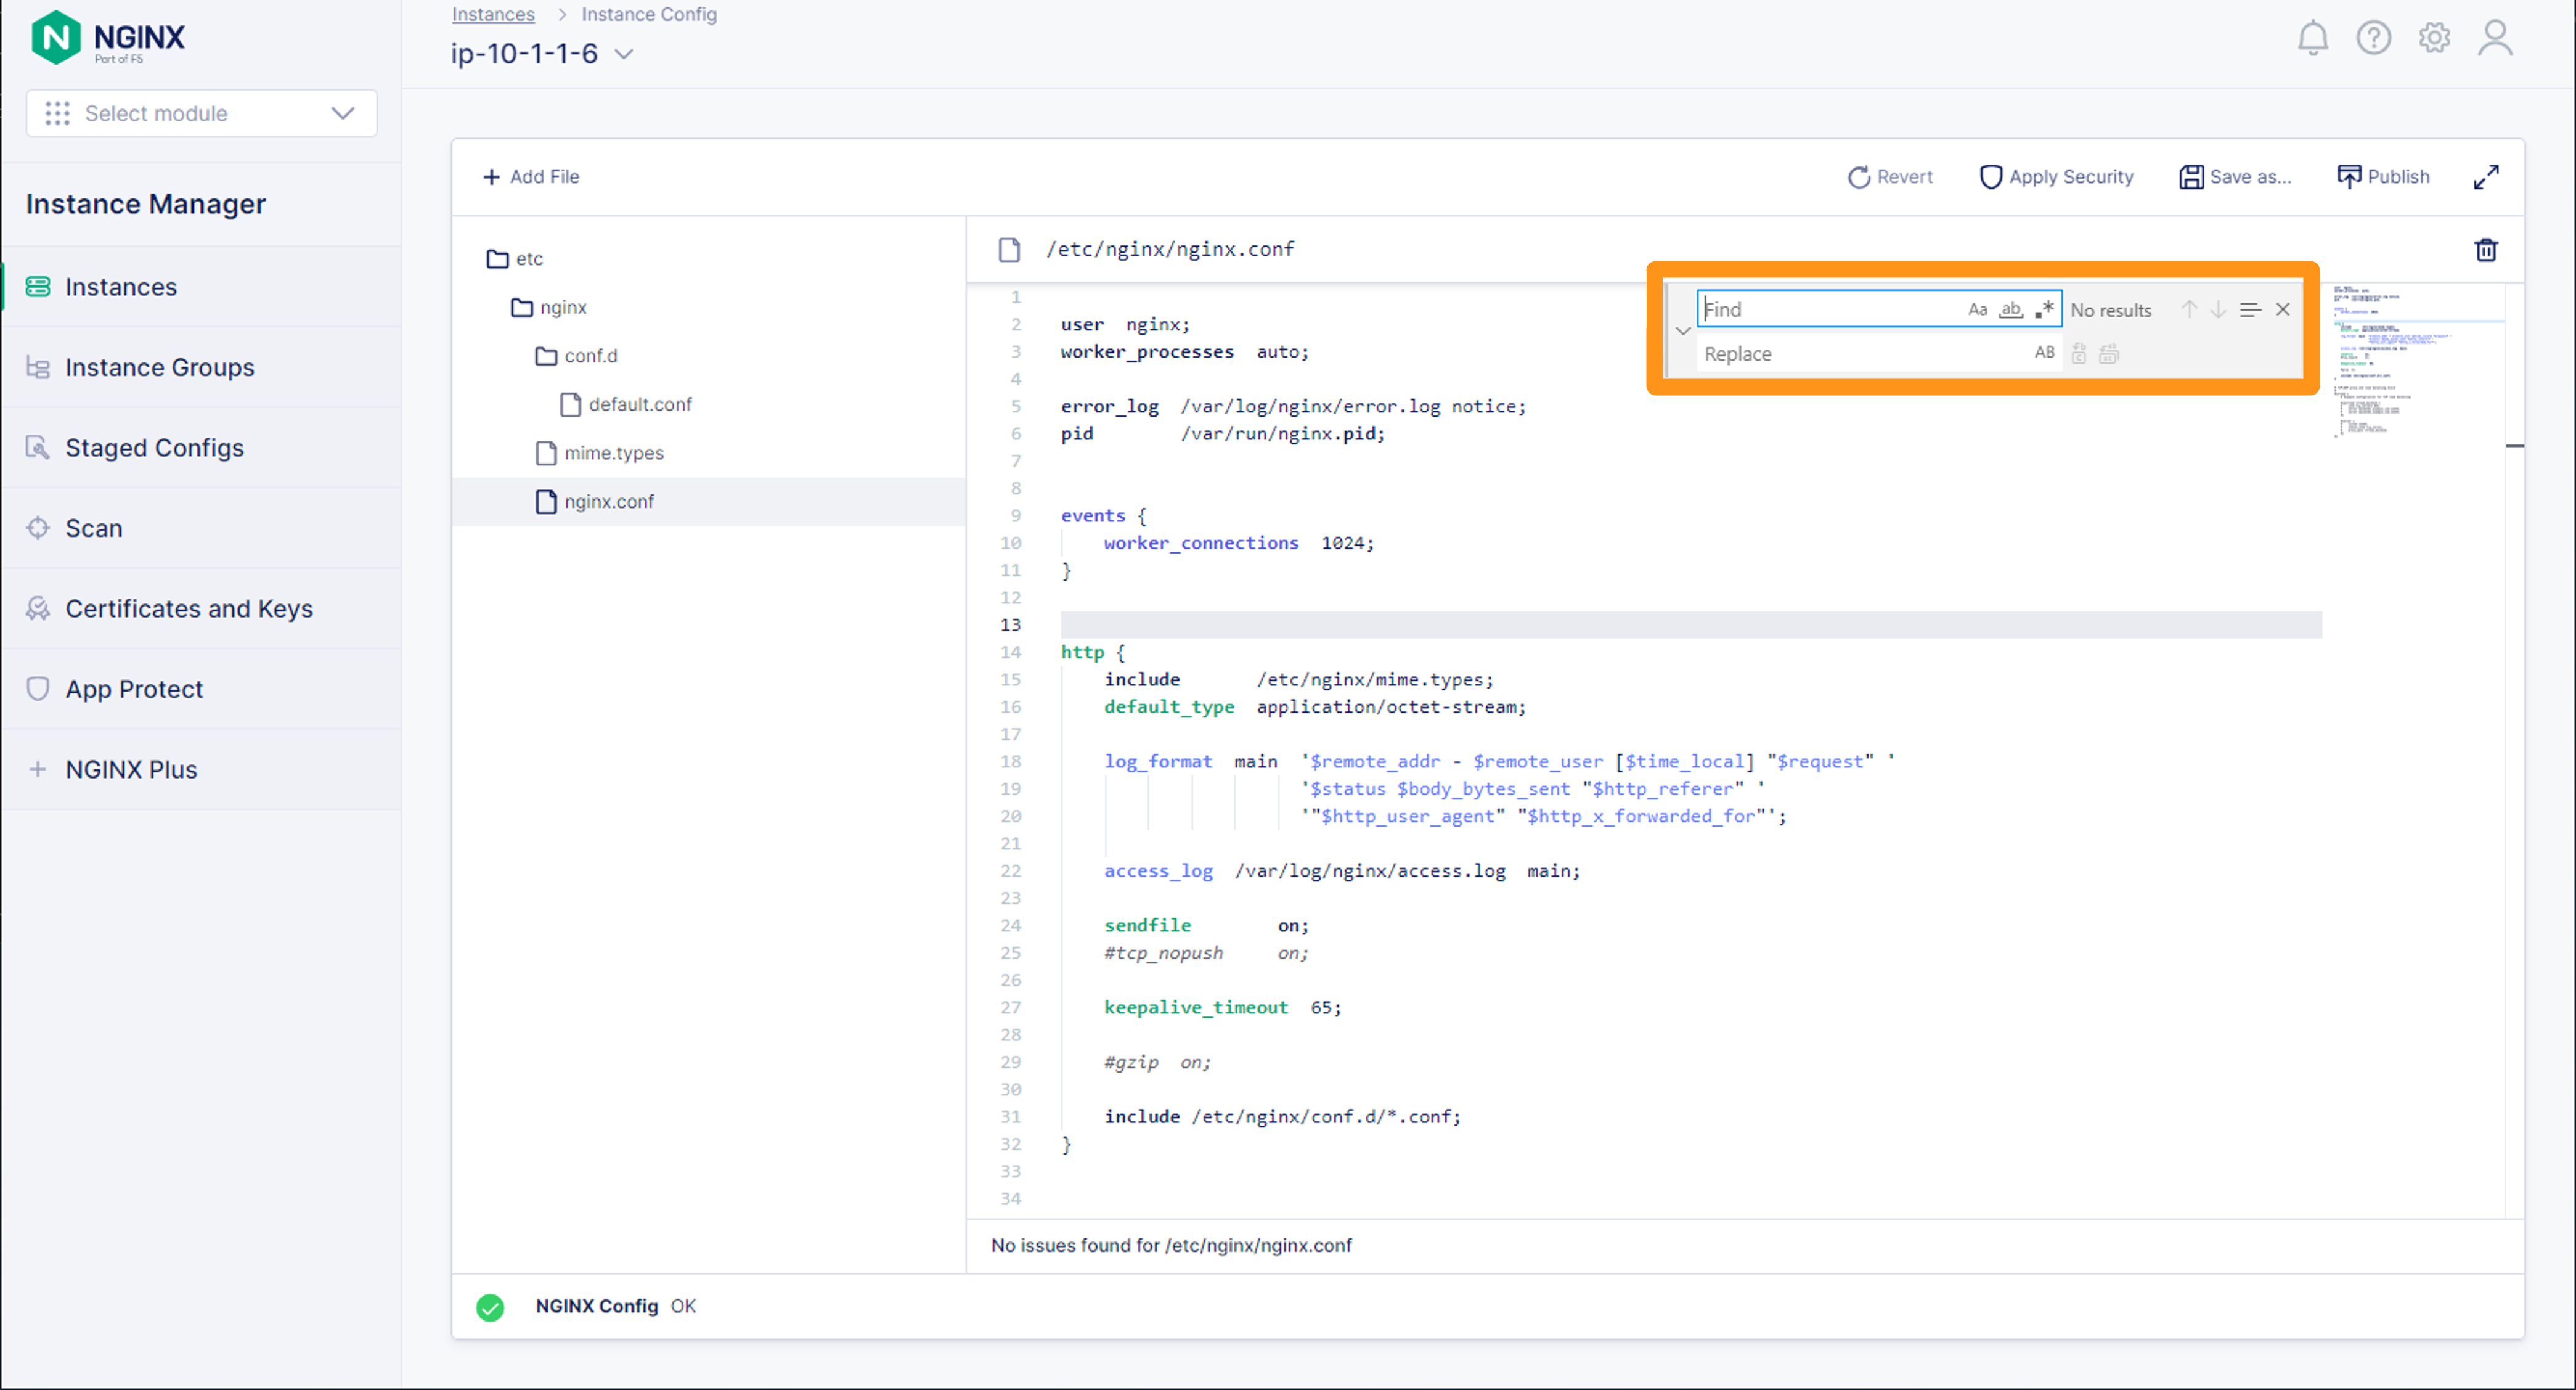 NGINX
Part of F5
Select module
Instance Manager
Instances
Instance Groups
Staged Configs
Scan
Certificates and Keys
App Protect
NGINX Plus
Instances > Instance Config
ip-10-1-1-6
+ Add File
Revert
Apply Security
Save as...
Publish
etc
nginx
conf.d
default.conf
mime.types
nginx.conf
/etc/nginx/nginx.conf
Find Aa ab .* No results
Replace AB
1
2 user  nginx;
3 worker_processes  auto;
4
5 error_log  /var/log/nginx/error.log notice;
6 pid        /var/run/nginx.pid;
7
8
9 events {
10     worker_connections  1024;
11 }
12
13
14 http {
15     include       /etc/nginx/mime.types;
16     default_type  application/octet-stream;
17
18     log_format  main  '$remote_addr - $remote_user [$time_local] "$request" '
19                       '$status $body_bytes_sent "$http_referer" '
20                       '"$http_user_agent" "$http_x_forwarded_for"';
21
22     access_log  /var/log/nginx/access.log  main;
23
24     sendfile        on;
25     #tcp_nopush     on;
26
27     keepalive_timeout  65;
28
29     #gzip  on;
30
31     include /etc/nginx/conf.d/*.conf;
32 }
33
34
No issues found for /etc/nginx/nginx.conf
NGINX Config OK